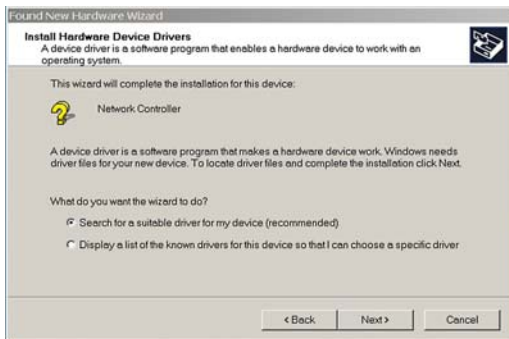 Found New Hardware Wizard
Install Hardware Device Drivers
A device driver is a software program that enables a hardware device to work with an
operating system.
This wizard will complete the installation for this device:
Network Controller
A device driver is a software program that makes a hardware device work. Windows needs
driver files for your new device. To locate driver files and complete the installation click Next.
What do you want the wizard to do?
Search for a suitable driver for my device (recommended)
Display a list of the known drivers for this device so that I can choose a specific driver
< Back
Next >
Cancel